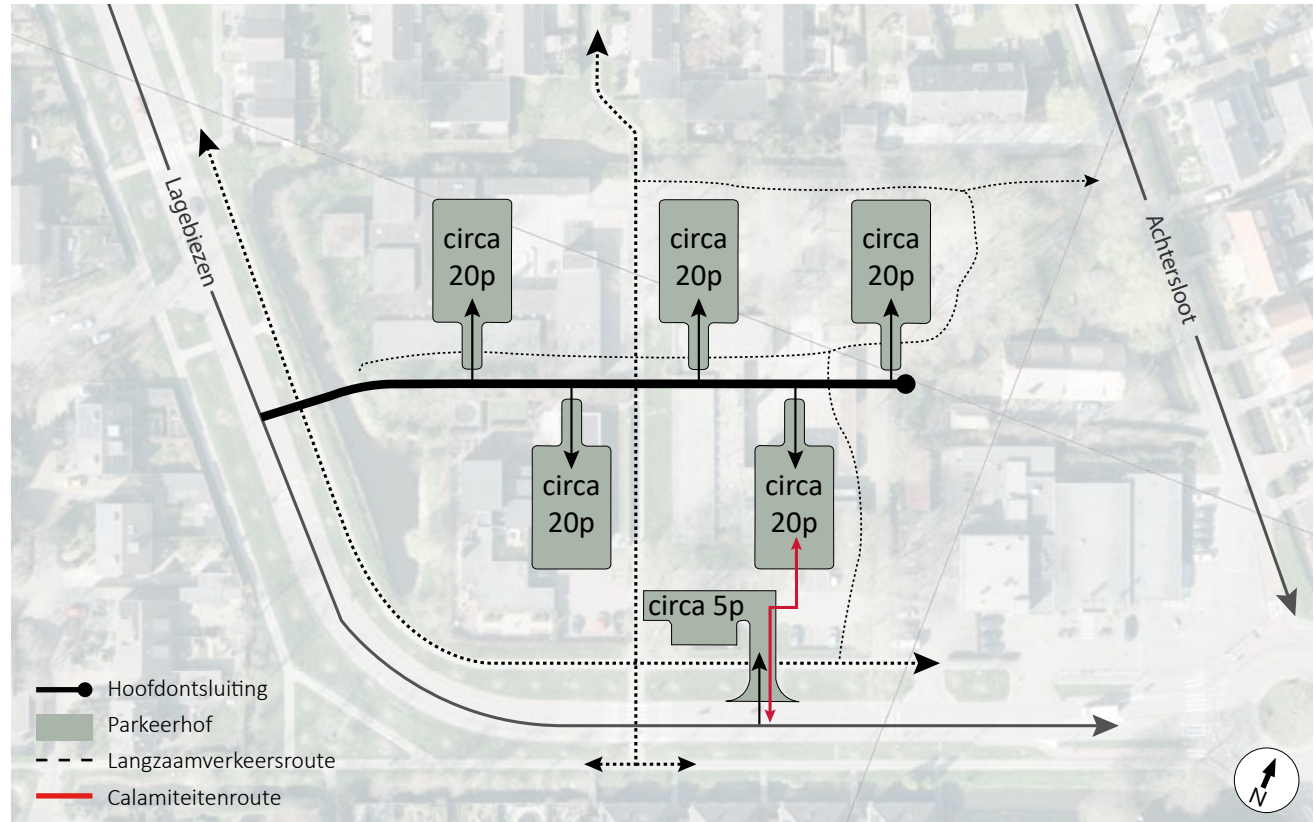 Lagebiezen
Achtersloot
circa
20p
circa
20p
circa
20p
circa
20p
circa
20p
circa 5p
Hoofdontsluiting
Parkeerhof
Langzaamverkeersroute
Calamiteitenroute
N